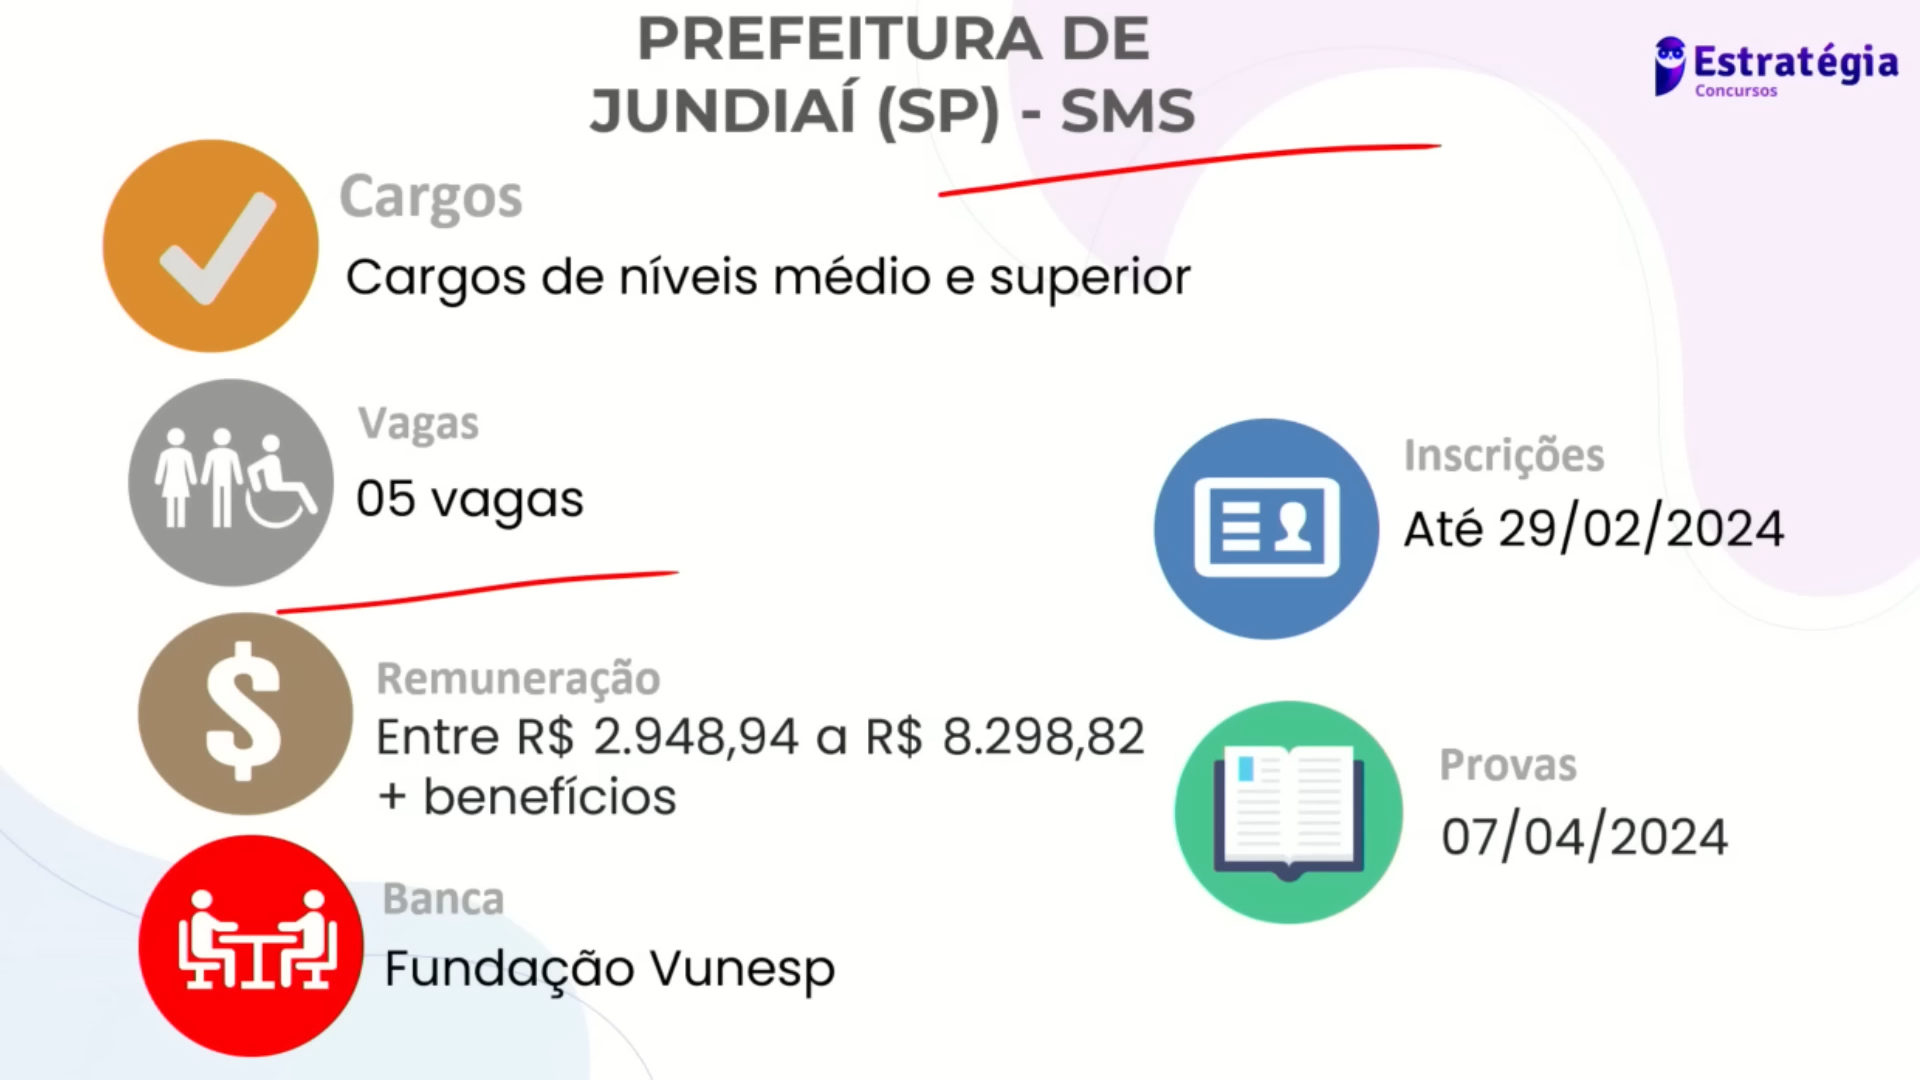 PREFEITURA DE
JUNDIAÍ (SP) - SMS
Estratégia
Concursos
Cargos
Cargos de níveis médio e superior
Vagas
05 vagas
Inscrições
Até 29/02/2024
Remuneração
Entre R$ 2.948,94 a R$ 8.298,82
+ benefícios
Provas
07/04/2024
Banca
Fundação Vunesp